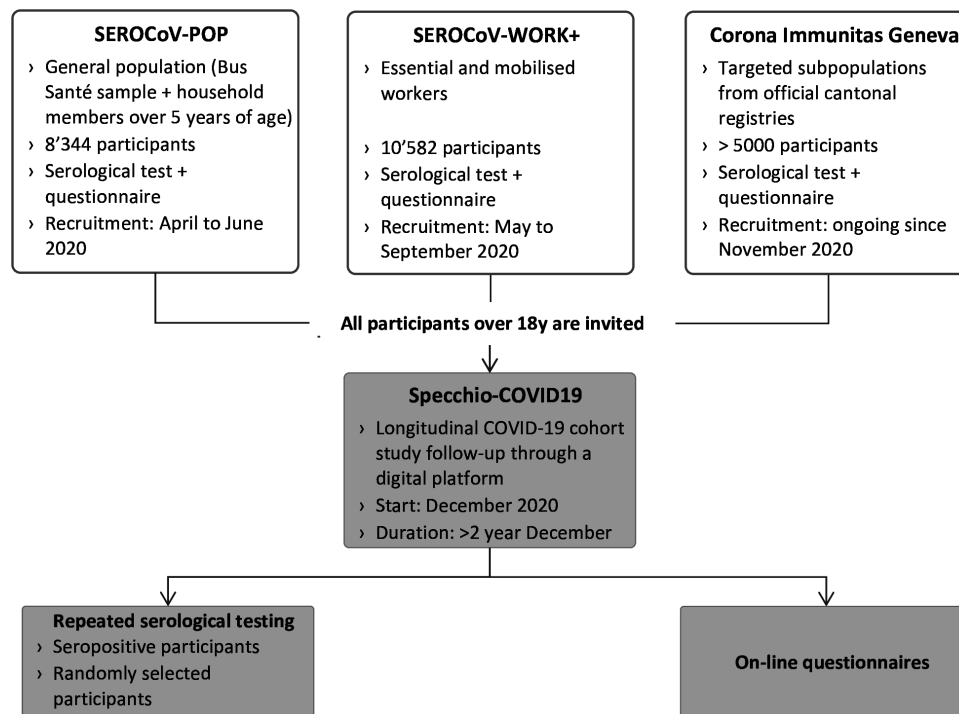 SEROCoV-POP
› General population (Bus
Santé sample + household
members over 5 years of age)
› 8’344 participants
› Serological test +
questionnaire
› Recruitment: April to June
2020
SEROCoV-WORK+
› Essential and mobilised
workers
› 10’582 participants
› Serological test +
questionnaire
› Recruitment: May to
September 2020
Corona Immunitas Geneva
› Targeted subpopulations
from official cantonal
registries
› > 5000 participants
› Serological test +
questionnaire
› Recruitment: ongoing since
November 2020
All participants over 18y are invited
Specchio-COVID19
› Longitudinal COVID-19 cohort
study follow-up through a
digital platform
› Start: December 2020
› Duration: >2 year December
Repeated serological testing
› Seropositive participants
› Randomly selected
participants
On-line questionnaires